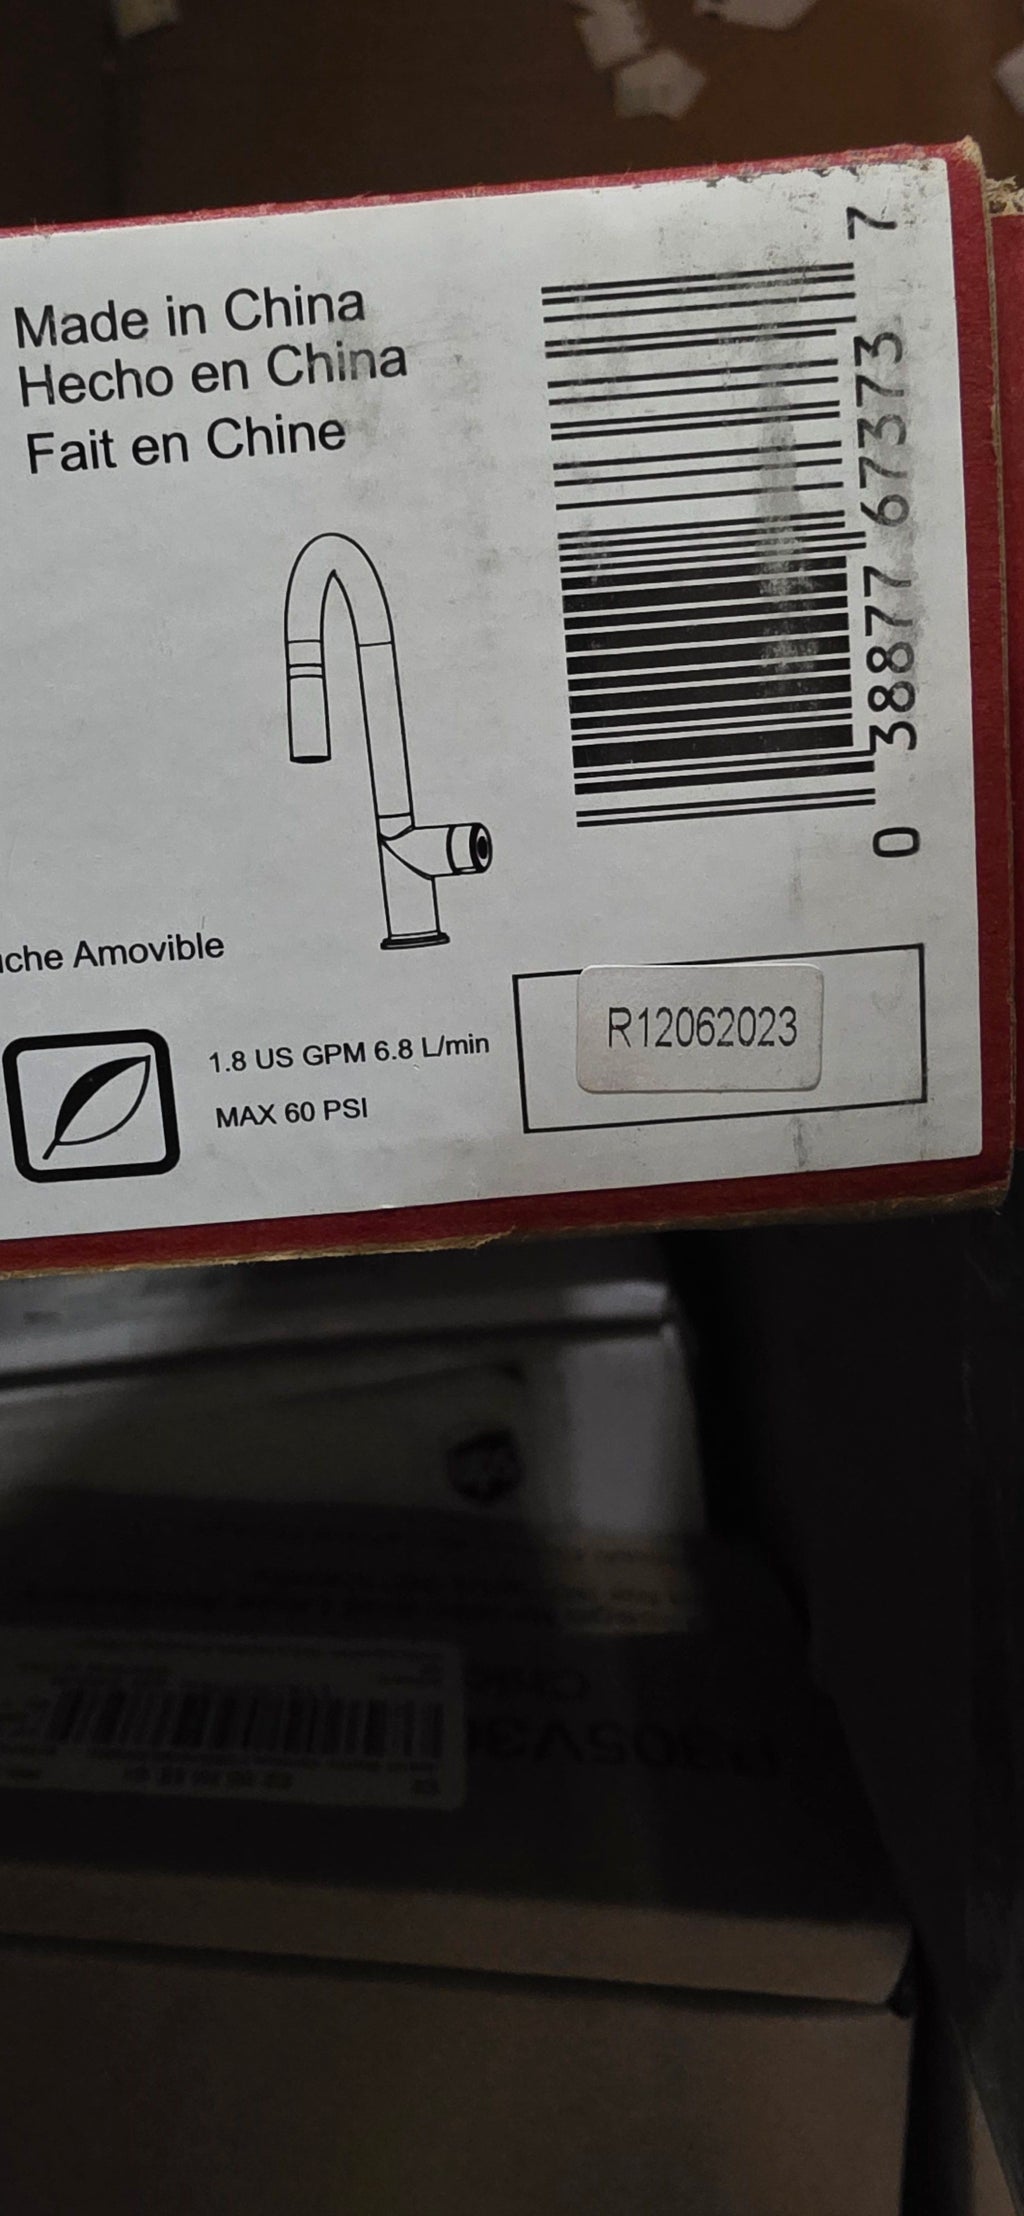 Made in China
Hecho en China
Fait en Chine
0 38877 67373 7
che Amovible
1.8 US GPM 6.8 L/min
MAX 60 PSI
R12062023